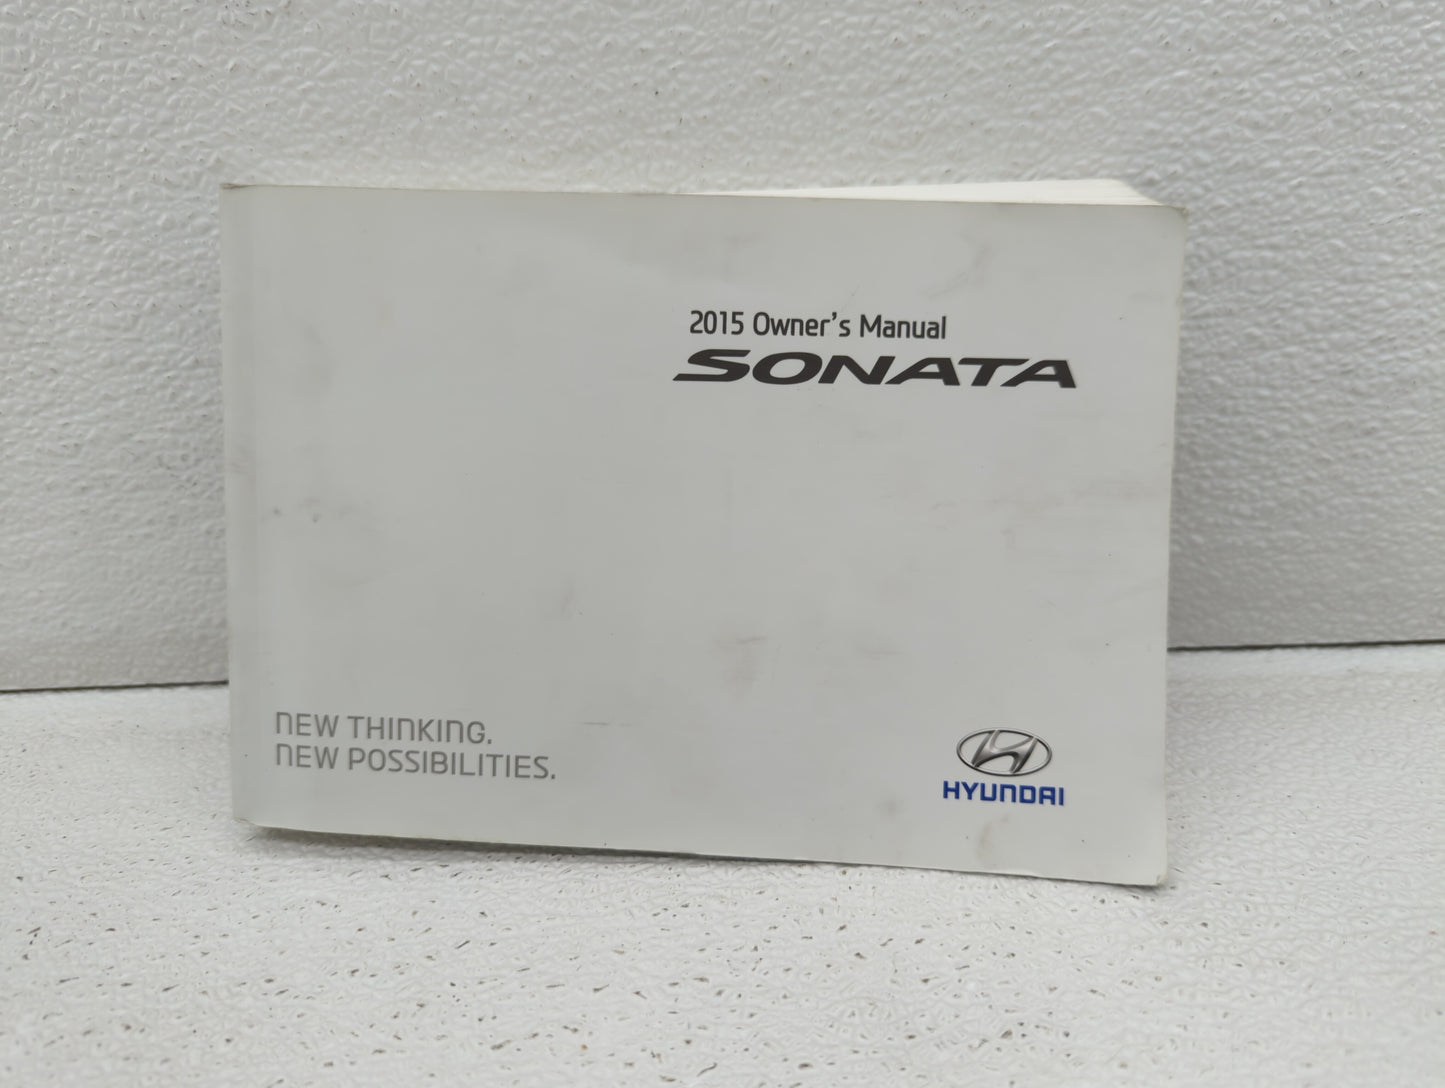 2015 Owner's Manual
SONATA
NEW THINKING.
NEW POSSIBILITIES.
HYUNDAI